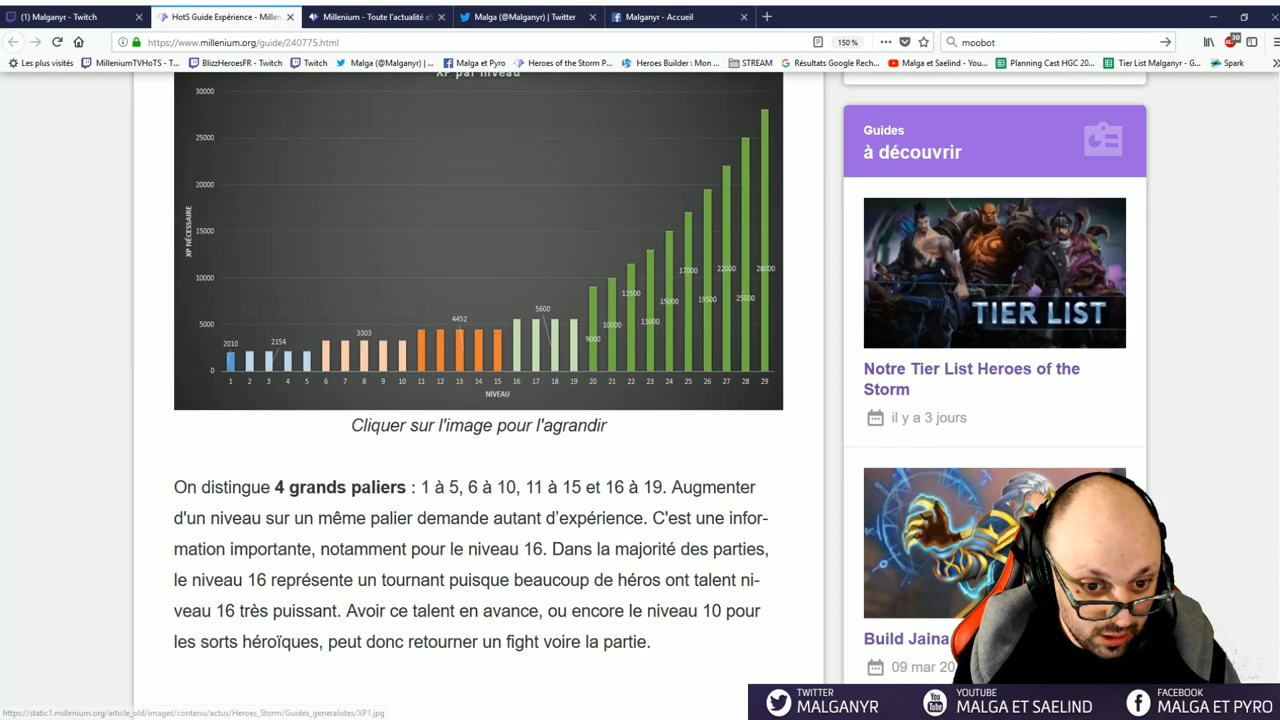 (1) Malganyr - Twitch
HotS Guide Expérience - Millen
Millenium - Toute l'actualité eS
Malga (@Malganyr) | Twitter
Malganyr - Accueil
https://www.millenium.org/guide/240775.html
150 %
moobot
30
Les plus visités
MilleniumTVHoTS - T...
BlizzHeroesFR - Twitch
Twitch
Malga (@Malganyr) | ...
Malga et Pyro
Heroes of the Storm P...
Heroes Builder : Mon ...
STREAM
Résultats Google Rech...
Malga et Saelind - You...
Planning Cast HGC 20...
Tier List Malganyr - G...
Spark
XP par niveau
30000
25000
20000
15000
10000
5000
0
XP NÉCESSAIRE
2010
2154
3303
4452
5600
9000
10000
11500
13000
15000
17000
19500
22000
25000
28000
1 2 3 4 5 6 7 8 9 10 11 12 13 14 15 16 17 18 19 20 21 22 23 24 25 26 27 28 29
NIVEAU
Cliquer sur l'image pour l'agrandir
On distingue 4 grands paliers : 1 à 5, 6 à 10, 11 à 15 et 16 à 19. Augmenter
d'un niveau sur un même palier demande autant d'expérience. C'est une infor-
mation importante, notamment pour le niveau 16. Dans la majorité des parties,
le niveau 16 représente un tournant puisque beaucoup de héros ont talent ni-
veau 16 très puissant. Avoir ce talent en avance, ou encore le niveau 10 pour
les sorts héroïques, peut donc retourner un fight voire la partie.
Guides
à découvrir
TIER LIST
Notre Tier List Heroes of the
Storm
il y a 3 jours
Build Jaina
09 mar 20
https://static1.millenium.org/article_old/images/contenu/actus/Heroes_Storm/Guides_generalistes/XP1.jpg
TWITTER
MALGANYR
You
Tube
YOUTUBE
MALGA ET SAELIND
FACEBOOK
MALGA ET PYRO